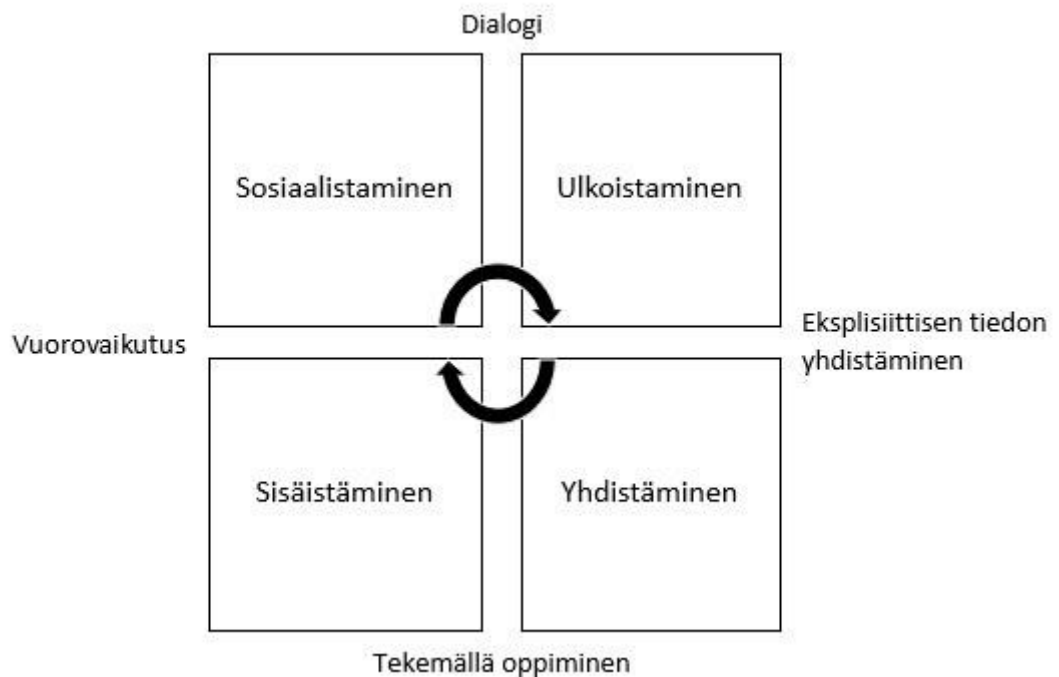 Dialogi
Sosiaalistaminen
Ulkoistaminen
Vuorovaikutus
Eksplisiittisen tiedon
yhdistäminen
Sisäistäminen
Yhdistäminen
Tekemällä oppiminen